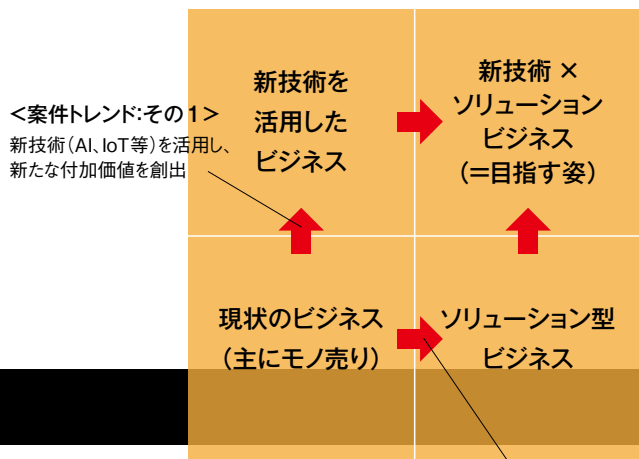 <案件トレンド:その1>
新技術(AI、IoT等)を活用し、
新たな付加価値を創出
新技術を
活用した
ビジネス
新技術 ×
ソリューション
ビジネス
(=目指す姿)
現状のビジネス
(主にモノ売り)
ソリューション型
ビジネス